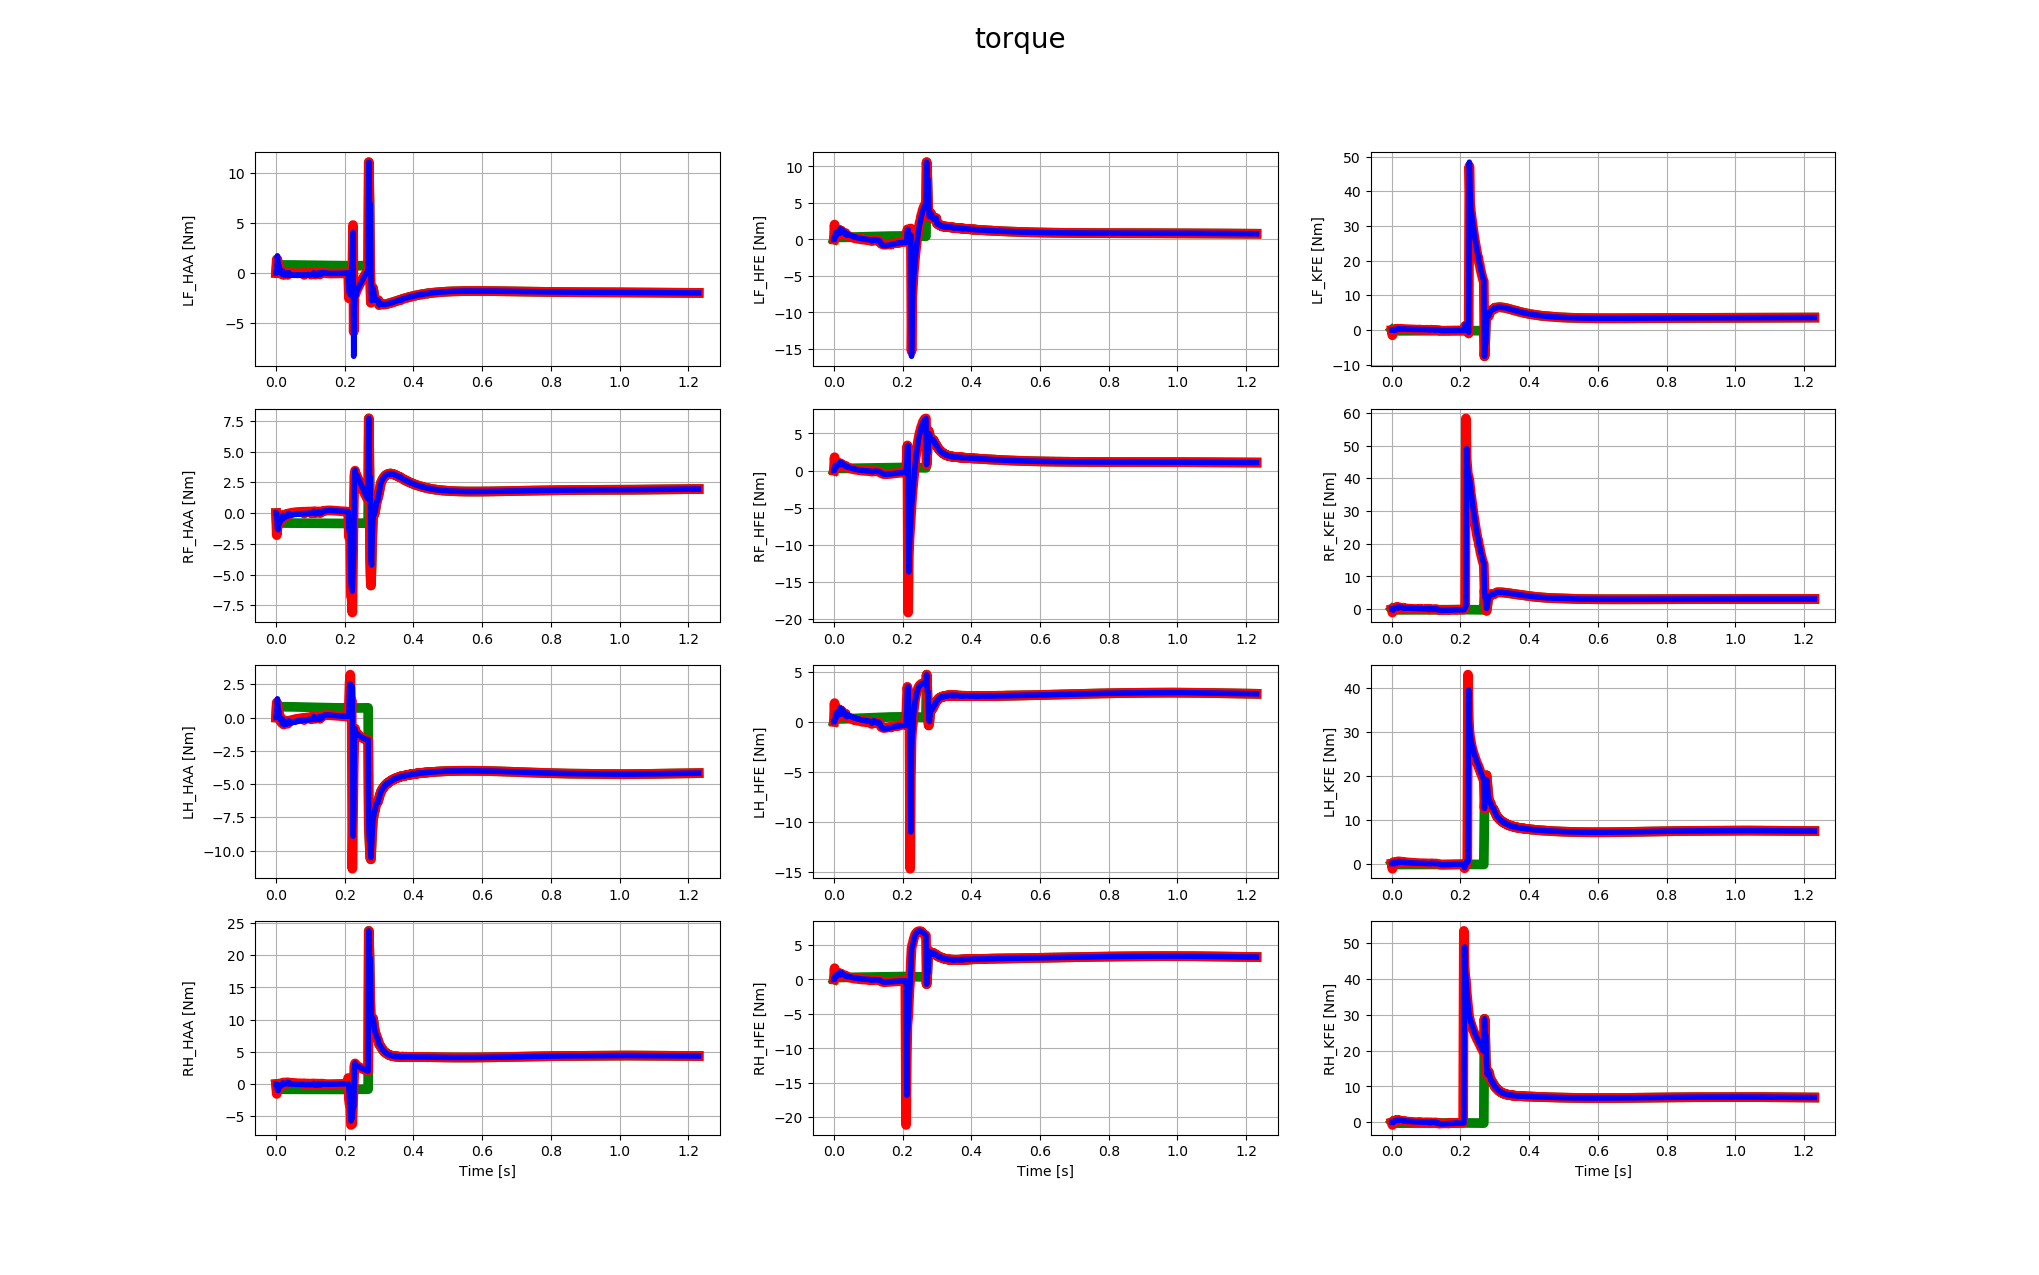 torque
LF_HAA [Nm]
10
5
0
−5
0.0 0.2 0.4 0.6 0.8 1.0 1.2
LF_HFE [Nm]
10
5
0
−5
−10
−15
0.0 0.2 0.4 0.6 0.8 1.0 1.2
LF_KFE [Nm]
50
40
30
20
10
0
−10
0.0 0.2 0.4 0.6 0.8 1.0 1.2
RF_HAA [Nm]
7.5
5.0
2.5
0.0
−2.5
−5.0
−7.5
0.0 0.2 0.4 0.6 0.8 1.0 1.2
RF_HFE [Nm]
5
0
−5
−10
−15
−20
0.0 0.2 0.4 0.6 0.8 1.0 1.2
RF_KFE [Nm]
60
50
40
30
20
10
0
0.0 0.2 0.4 0.6 0.8 1.0 1.2
LH_HAA [Nm]
2.5
0.0
−2.5
−5.0
−7.5
−10.0
0.0 0.2 0.4 0.6 0.8 1.0 1.2
LH_HFE [Nm]
5
0
−5
−10
−15
0.0 0.2 0.4 0.6 0.8 1.0 1.2
LH_KFE [Nm]
40
30
20
10
0
0.0 0.2 0.4 0.6 0.8 1.0 1.2
RH_HAA [Nm]
25
20
15
10
5
0
−5
0.0 0.2 0.4 0.6 0.8 1.0 1.2
Time [s]
RH_HFE [Nm]
5
0
−5
−10
−15
−20
0.0 0.2 0.4 0.6 0.8 1.0 1.2
Time [s]
RH_KFE [Nm]
50
40
30
20
10
0
0.0 0.2 0.4 0.6 0.8 1.0 1.2
Time [s]